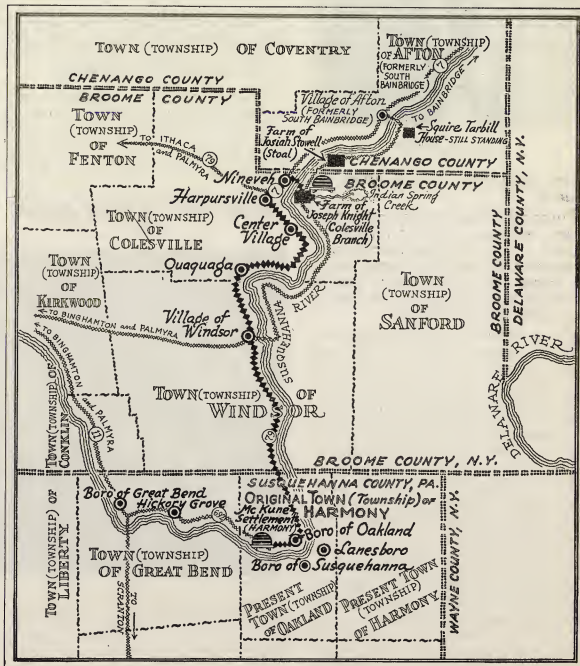 TOWN (TOWNSHIP) OF COVENTRY
TOWN (TOWNSHIP)
OF AFTON
(FORMERLY
SOUTH
BAINBRIDGE)
7
TO BAINBRIDGE
CHENANGO COUNTY
BROOME COUNTY
Village of Afton
(FORMERLY
SOUTH BAINBRIDGE)
TOWN
(TOWNSHIP)
OF
FENTON
TO ITHACA
and PALMYRA
79
Farm of
Josiah Stowell
(Stoal)
Squire Tarbill
House-STILL STANDING
CHENANGO COUNTY
Nineveh
7
BROOME COUNTY
Indian Spring
Creek
Harpursville
Farm of
Joseph Knight
(Colesville
Branch)
TOWN
(TOWNSHIP)
OF
COLESVILLE
Center
Village
BROOME COUNTY
DELAWARE COUNTY, N.Y.
TOWN
(TOWNSHIP)
OF
KIRKWOOD
Ouaquaga
TOWN
(TOWNSHIP)
OF
SANFORD
TO BINGHAMTON and PALMYRA
Village of
Windsor
SUSQUEHANNA
RIVER
DELAWARE
RIVER
TO BINGHAMTON
and PALMYRA
11
TOWN (TOWNSHIP) OF
CONKLIN
TOWN (TOWNSHIP) OF
WINDSOR
79
BROOME COUNTY, N.Y.
SUSQUEHANNA COUNTY, PA.
ORIGINAL TOWN (Township) OF
HARMONY
Mc Kune
Settlement
(HARMONY)
TOWN (TOWNSHIP) OF
LIBERTY
Boro of Great Bend
Hickory Grove
Boro of Oakland
Lanesboro
Boro of Susquehanna
TOWN (TOWNSHIP)
OF GREAT BEND
TO
SCRANTON
PRESENT
TOWN (TOWNSHIP)
OF OAKLAND
PRESENT TOWN
(TOWNSHIP)
OF HARMONY
WAYNE COUNTY, N.Y.